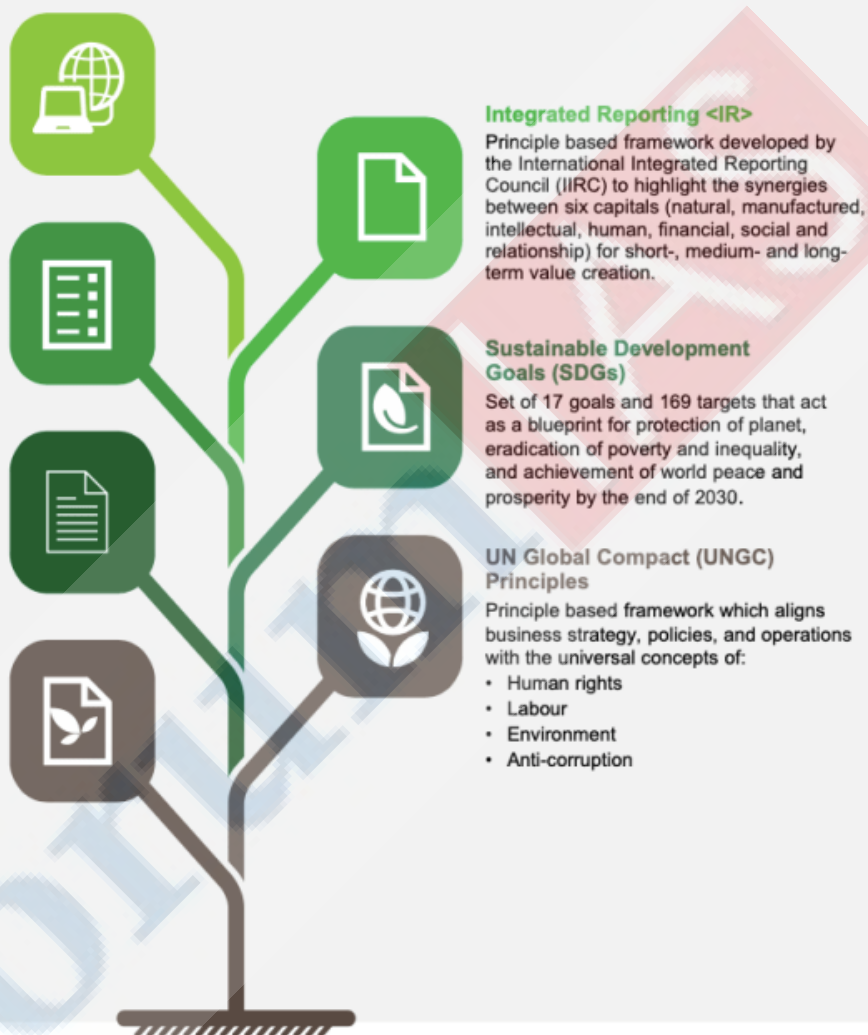 Integrated Reporting <IR>
Principle based framework developed by
the International Integrated Reporting
Council (IIRC) to highlight the synergies
between six capitals (natural, manufactured,
intellectual, human, financial, social and
relationship) for short-, medium- and long-
term value creation.
Sustainable Development
Goals (SDGs)
Set of 17 goals and 169 targets that act
as a blueprint for protection of planet,
eradication of poverty and inequality,
and achievement of world peace and
prosperity by the end of 2030.
UN Global Compact (UNGC)
Principles
Principle based framework which aligns
business strategy, policies, and operations
with the universal concepts of:
• Human rights
• Labour
• Environment
• Anti-corruption
orum IAS